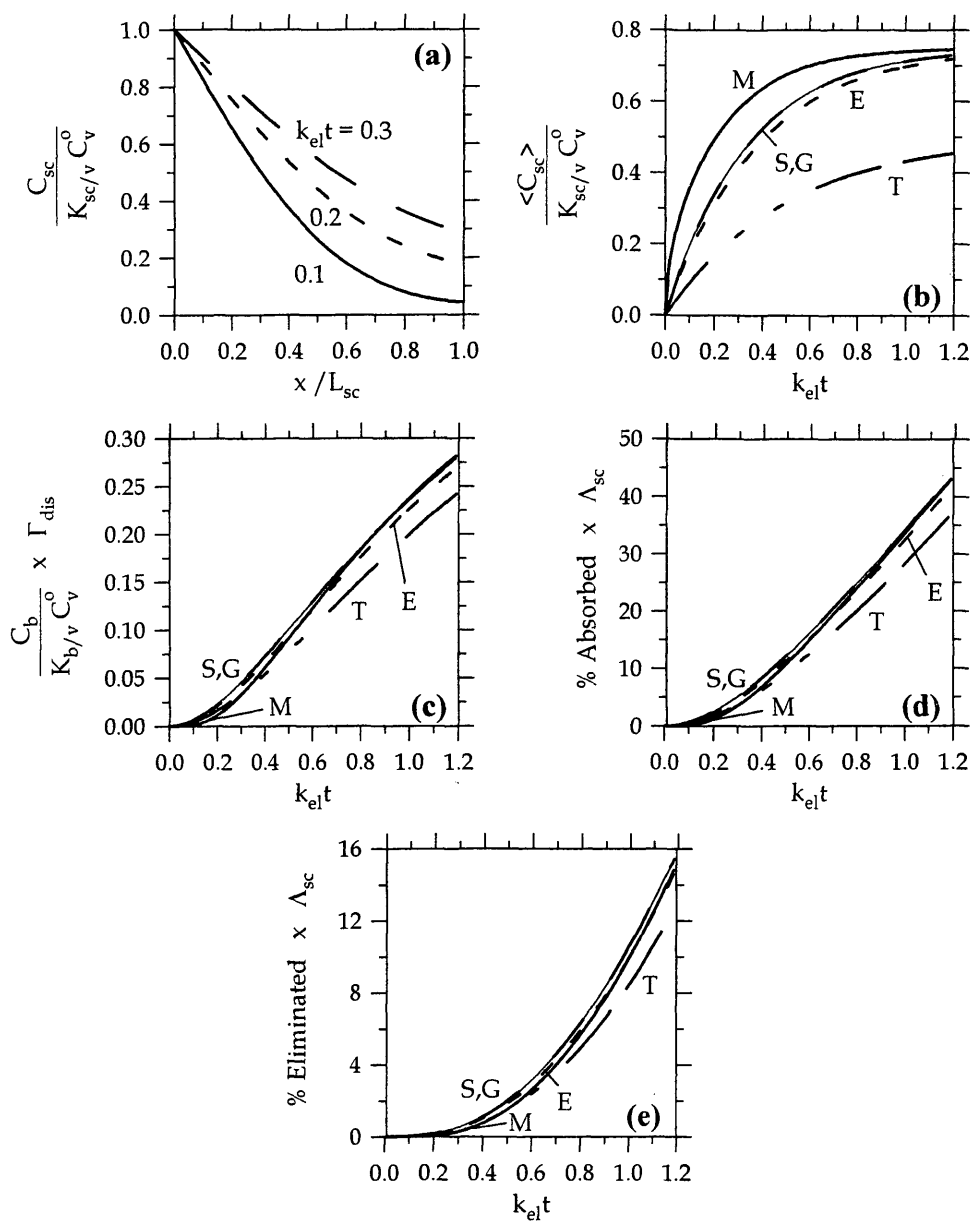 (a)
C_sc
K_sc/v C_v^o
1.0
0.8
0.6
0.4
0.2
0.0
k_el t = 0.3
0.2
0.1
0.0 0.2 0.4 0.6 0.8 1.0
x / L_sc
(b)
<C_sc>
K_sc/v C_v^o
0.8
0.6
0.4
0.2
0.0
M
E
S,G
T
0.0 0.2 0.4 0.6 0.8 1.0 1.2
k_el t
(c)
C_b
K_b/v C_v^o
x Γ_dis
0.30
0.25
0.20
0.15
0.10
0.05
0.00
S,G
E
T
M
0.0 0.2 0.4 0.6 0.8 1.0 1.2
k_el t
(d)
% Absorbed x Λ_sc
50
40
30
20
10
0
S,G
E
T
M
0.0 0.2 0.4 0.6 0.8 1.0 1.2
k_el t
(e)
% Eliminated x Λ_sc
16
12
8
4
0
T
S,G
E
M
0.0 0.2 0.4 0.6 0.8 1.0 1.2
k_el t